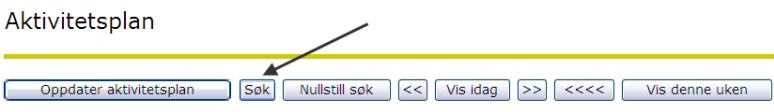 Aktivitetsplan
Oppdater aktivitetsplan Søk Nullstill søk << Vis idag >> <<<< Vis denne uken